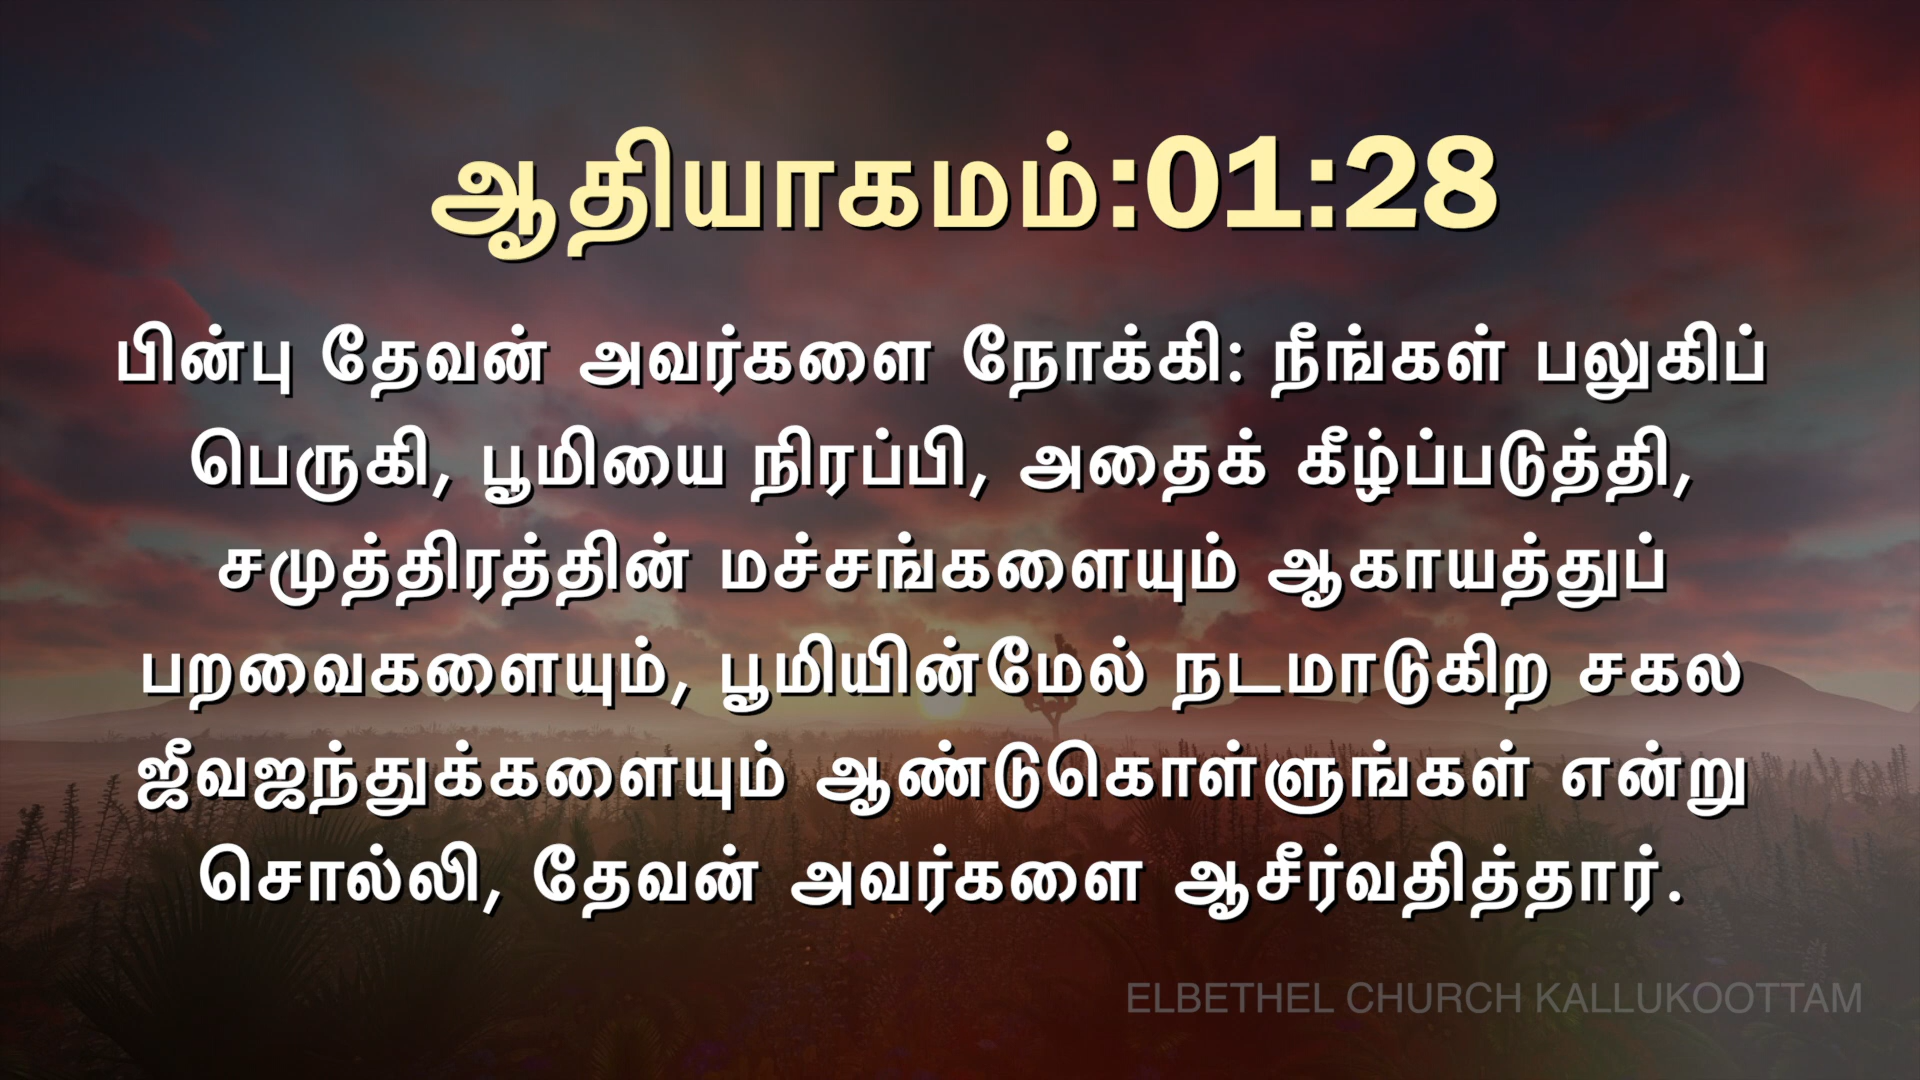 ஆதியாகமம்:01:28
பின்பு தேவன் அவர்களை நோக்கி: நீங்கள் பலுகிப்
பெருகி, பூமியை நிரப்பி, அதைக் கீழ்ப்படுத்தி,
சமுத்திரத்தின் மச்சங்களையும் ஆகாயத்துப்
பறவைகளையும், பூமியின்மேல் நடமாடுகிற சகல
ஜீவஜந்துக்களையும் ஆண்டுகொள்ளுங்கள் என்று
சொல்லி, தேவன் அவர்களை ஆசீர்வதித்தார்.
ELBETHEL CHURCH KALLUKOOTTAM